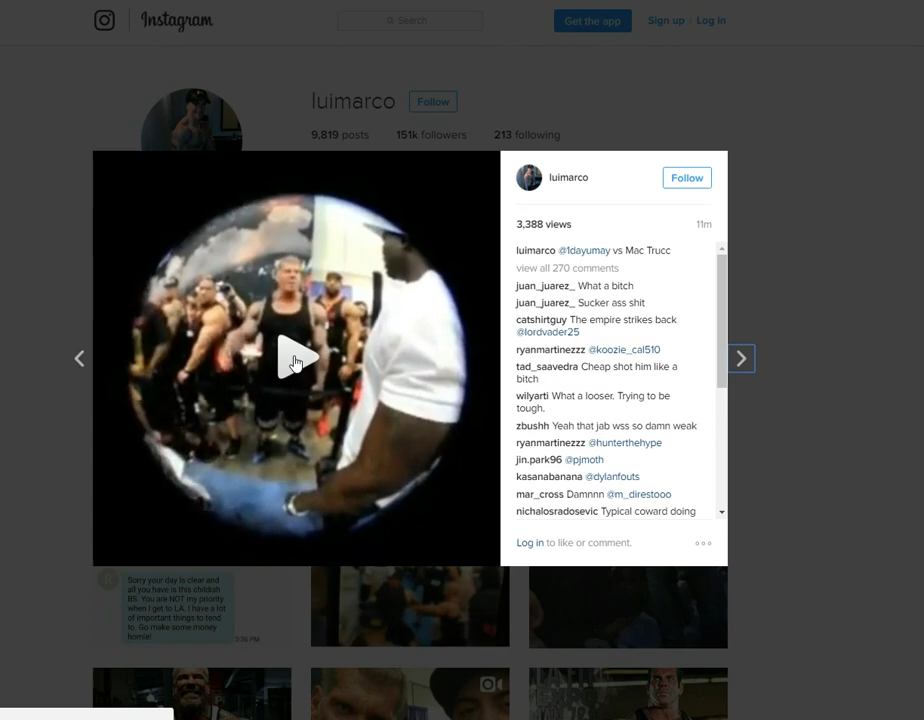 Instagram
Search
Get the app
Sign up
Log in
luimarco
Follow
9,819 posts
151k followers
213 following
luimarco
Follow
3,388 views
11m
luimarco @1dayumay vs Mac Trucc
view all 270 comments
juan_juarez_ What a bitch
juan_juarez_ Sucker ass shit
catshirtguy The empire strikes back
@lordvader25
ryanmartinezzz @koozie_cal510
tad_saavedra Cheap shot him like a
bitch
wilyarti What a looser. Trying to be
tough.
zbushh Yeah that jab wss so damn weak
ryanmartinezzz @hunterthehype
jin.park96 @pjmoth
kasanabanana @dylanfouts
mar_cross Damnnn @m_direstooo
nichalosradosevic Typical coward doing
Log in to like or comment.
Sorry your day Is clear and
all you have is this childish
BS. You are NOT my priority
when I get to LA. I have a lot
of important things to tend
to. Go make some money
homie!
3:36 PM